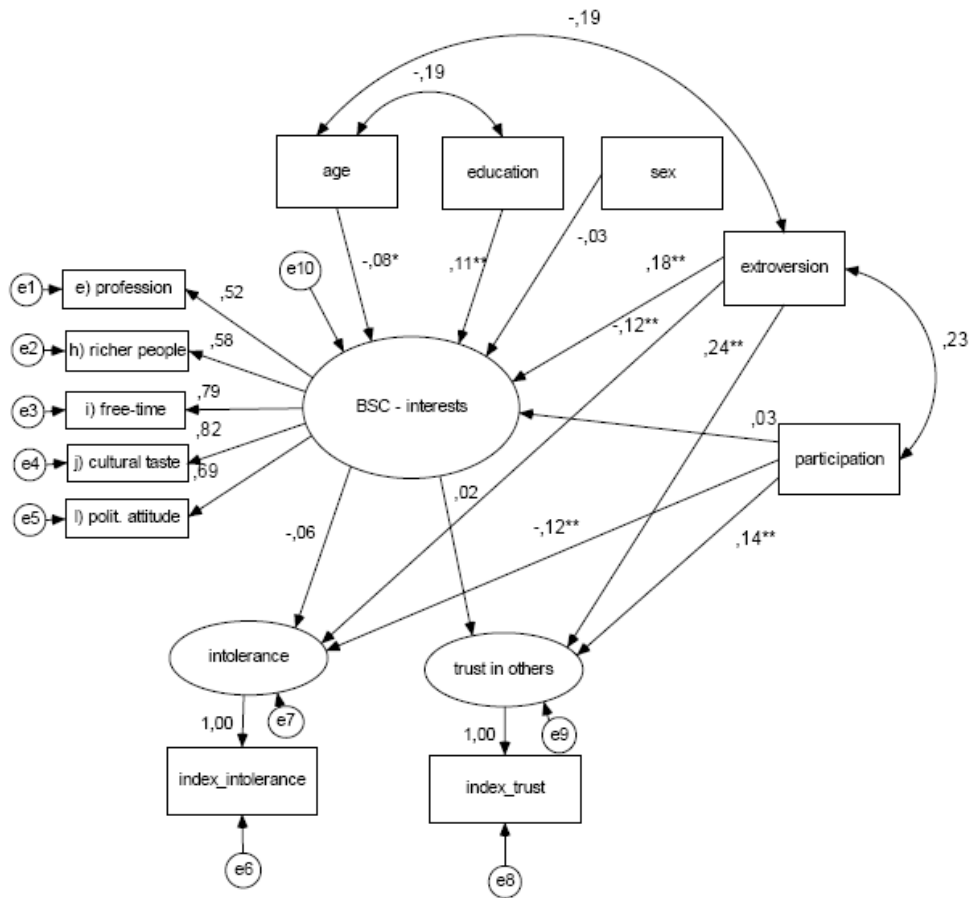 -,19
-,19
age
education
sex
extroversion
-,08*
,11**
-,03
,18**
-,12**
,24**
,23
e10
e1
e) profession
,52
e2
h) richer people
,58
e3
i) free-time
,79
BSC - interests
,82
e4
j) cultural taste
,69
e5
l) polit. attitude
,03
participation
-,06
,02
-,12**
,14**
intolerance
trust in others
1,00
e7
1,00
e9
index_intolerance
index_trust
e6
e8